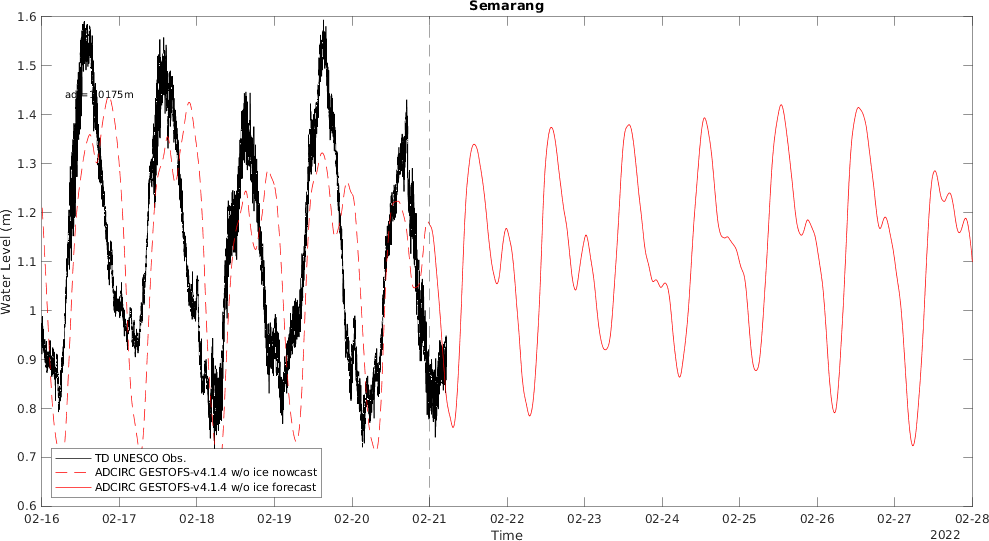 Semarang
1.6
1.5
1.4
1.3
1.2
1.1
1
0.9
0.8
0.7
0.6
Water Level (m)
TD UNESCO Obs.
ADCIRC GESTOFS-v4.1.4 w/o ice nowcast
ADCIRC GESTOFS-v4.1.4 w/o ice forecast
02-16 02-17 02-18 02-19 02-20 02-21 02-22 02-23 02-24 02-25 02-26 02-27 02-28
Time
2022